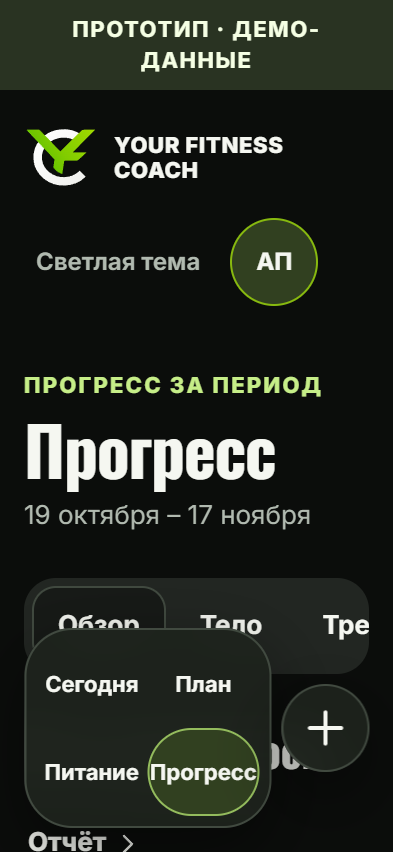 ПРОТОТИП · ДЕМО-
ДАННЫЕ
YOUR FITNESS
COACH
Светлая тема
АП
ПРОГРЕСС ЗА ПЕРИОД
Прогресс
19 октября – 17 ноября
Обзор
Тело
Тре
Сегодня
План
Питание
Прогресс
Отчёт